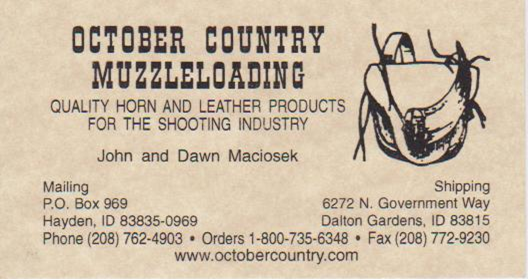 OCTOBER COUNTRY
MUZZLELOADING
QUALITY HORN AND LEATHER PRODUCTS
FOR THE SHOOTING INDUSTRY
John and Dawn Maciosek
Mailing
P.O. Box 969
Hayden, ID 83835-0969
Shipping
6272 N. Government Way
Dalton Gardens, ID 83815
Phone (208) 762-4903 • Orders 1-800-735-6348 • Fax (208) 772-9230
www.octobercountry.com